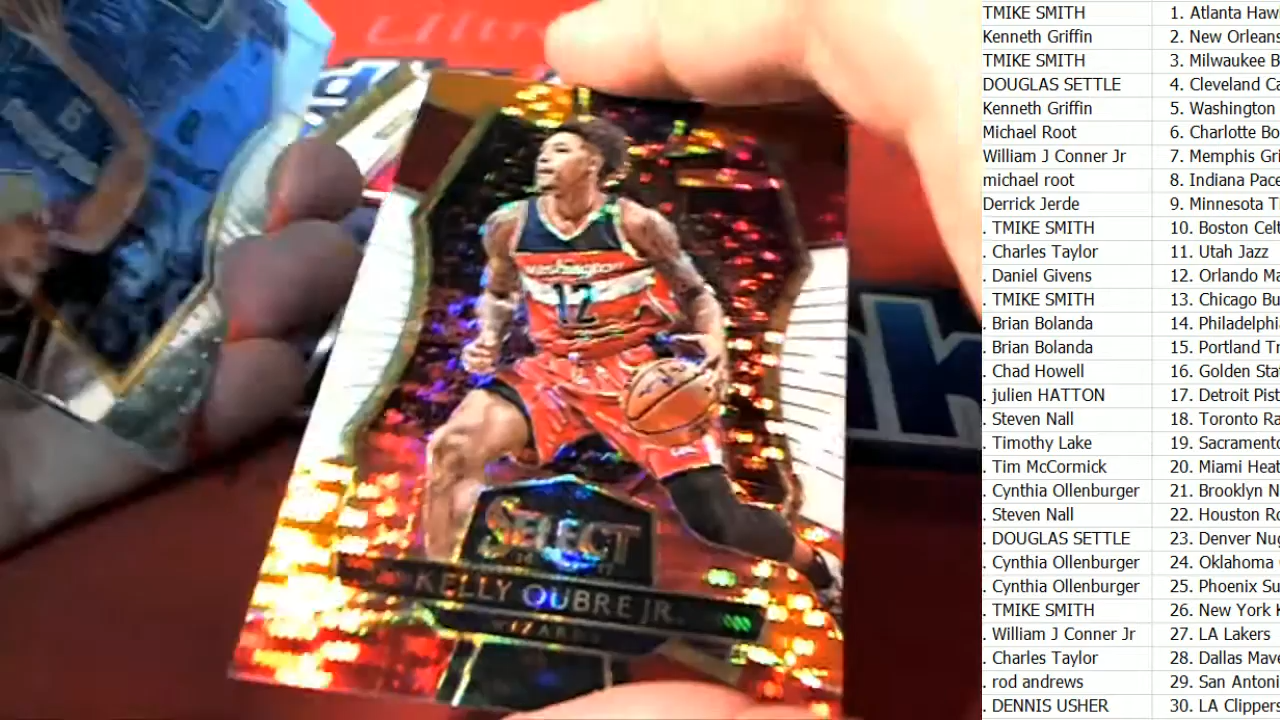 Ultra
Washington
12
SELECT
KELLY OUBRE JR.
WIZARDS
TMIKE SMITH 1. Atlanta Haw
Kenneth Griffin 2. New Orleans
TMIKE SMITH 3. Milwaukee B
DOUGLAS SETTLE 4. Cleveland Ca
Kenneth Griffin 5. Washington
Michael Root 6. Charlotte Bo
William J Conner Jr 7. Memphis Gri
michael root 8. Indiana Pace
Derrick Jerde 9. Minnesota T
. TMIKE SMITH 10. Boston Celt
. Charles Taylor 11. Utah Jazz
. Daniel Givens 12. Orlando Ma
. TMIKE SMITH 13. Chicago Bu
. Brian Bolanda 14. Philadelphi
. Brian Bolanda 15. Portland Tr
. Chad Howell 16. Golden Stat
. julien HATTON 17. Detroit Pist
. Steven Nall 18. Toronto Ra
. Timothy Lake 19. Sacramento
. Tim McCormick 20. Miami Heat
. Cynthia Ollenburger 21. Brooklyn N
. Steven Nall 22. Houston Ro
. DOUGLAS SETTLE 23. Denver Nug
. Cynthia Ollenburger 24. Oklahoma
. Cynthia Ollenburger 25. Phoenix Su
. TMIKE SMITH 26. New York K
. William J Conner Jr 27. LA Lakers
. Charles Taylor 28. Dallas Mave
. rod andrews 29. San Antoni
. DENNIS USHER 30. LA Clippers